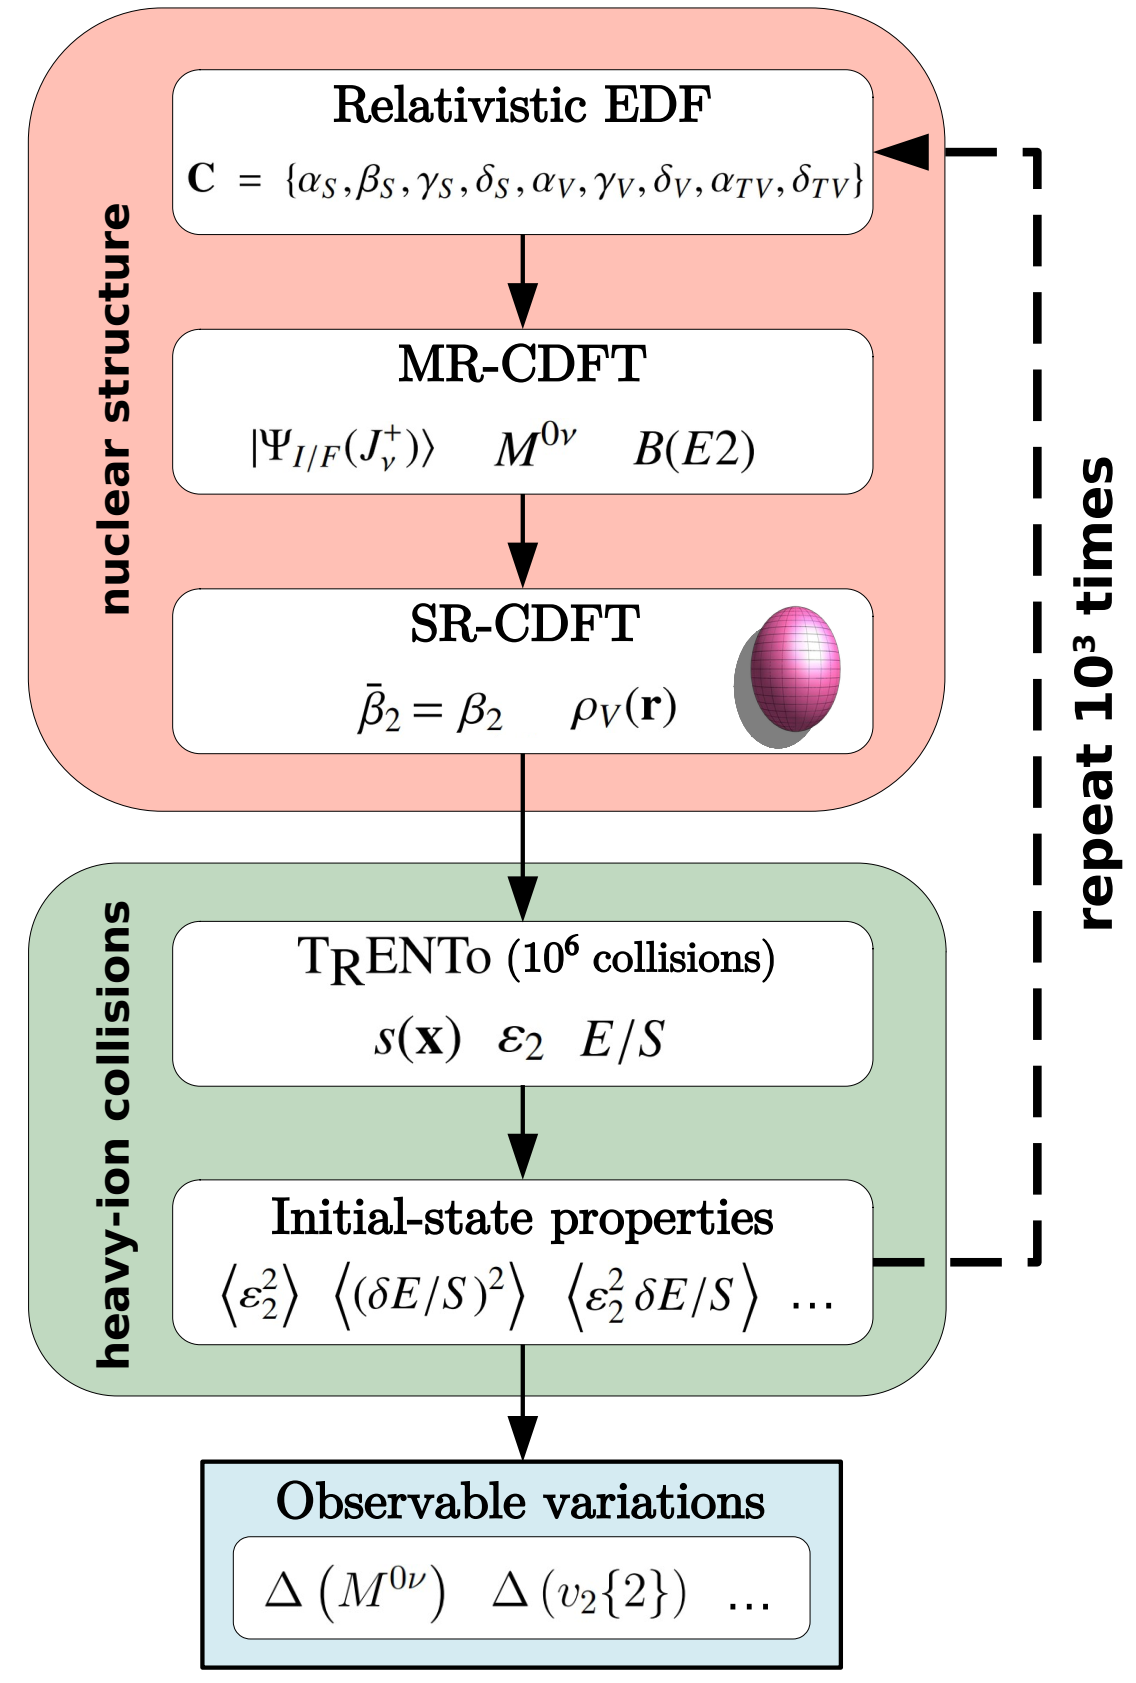 Relativistic EDF
C = {α_S, β_S, γ_S, δ_S, α_V, γ_V, δ_V, α_TV, δ_TV}
MR-CDFT
|Ψ_{I/F}(J_ν^+)⟩ M^{0ν} B(E2)
SR-CDFT
β̄_2 = β_2 ρ_V(r)
nuclear structure
TRENTo (10⁶ collisions)
s(x) ε_2 E/S
Initial-state properties
⟨ε_2^2⟩ ⟨(δE/S)^2⟩ ⟨ε_2^2 δE/S⟩ ...
heavy-ion collisions
repeat 10³ times
Observable variations
Δ(M^{0ν}) Δ(v_2{2}) ...